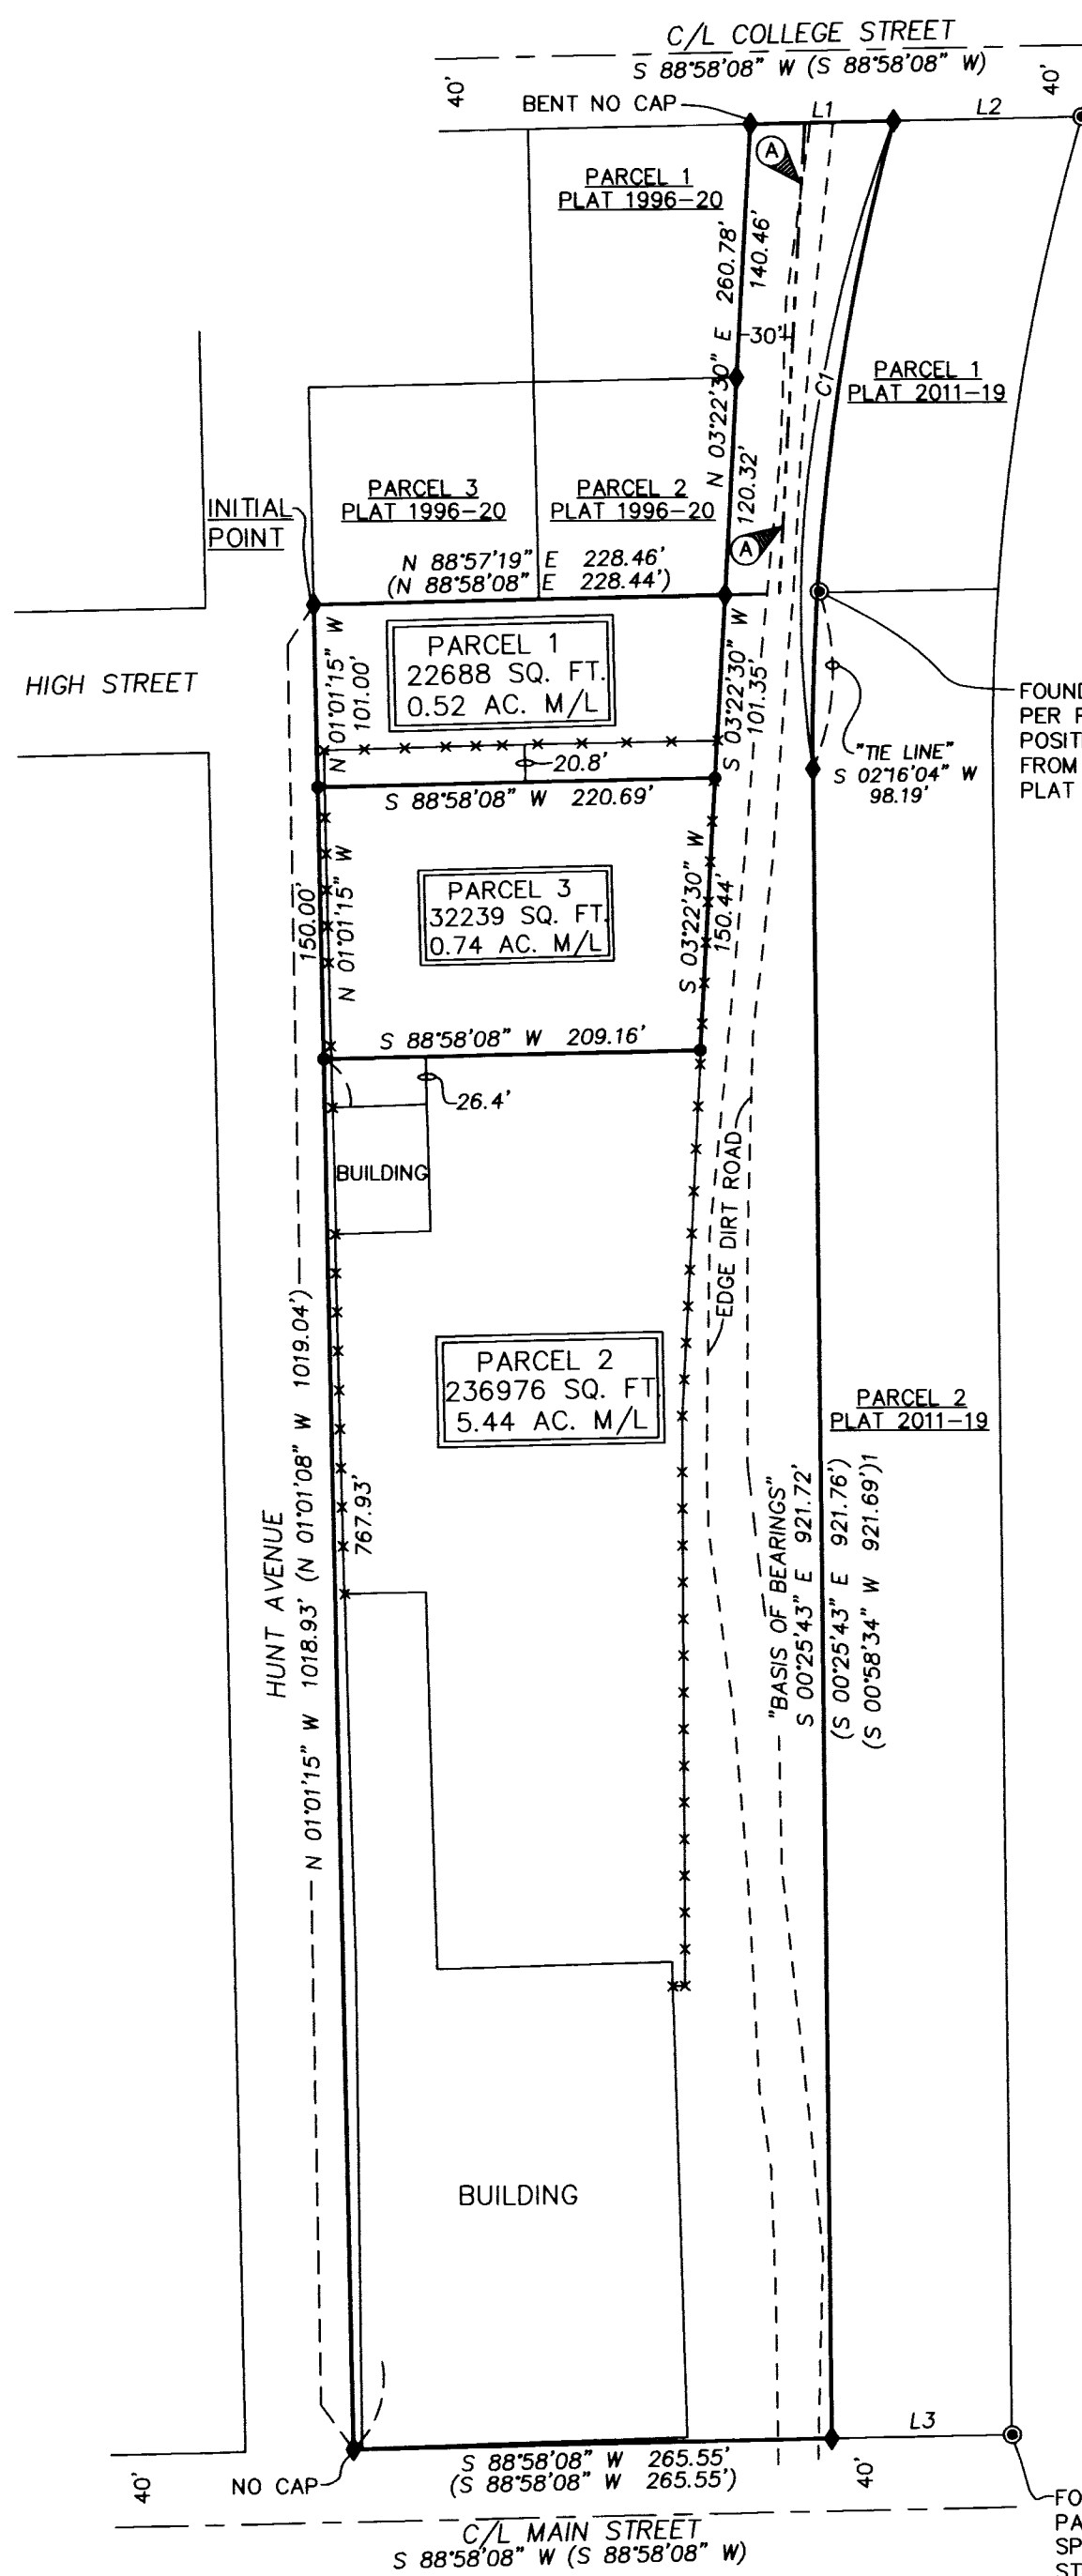 C/L COLLEGE STREET
S 88°58'08" W (S 88°58'08" W)
40'
40'
BENT NO CAP
L1
L2
A
PARCEL 1
PLAT 1996-20
260.78'
140.46'
N 03°22'30" E
30'
C1
PARCEL 1
PLAT 2011-19
120.32'
PARCEL 3
PLAT 1996-20
PARCEL 2
PLAT 1996-20
INITIAL
POINT
A
N 88°57'19" E 228.46'
(N 88°58'08" E 228.44')
HIGH STREET
N 01°01'15" W
101.00'
PARCEL 1
22688 SQ. FT.
0.52 AC. M/L
S 03°22'30" W
101.35'
FOUND
PER
POSIT
FROM
PLAT
"TIE LINE"
S 02°16'04" W
98.19'
20.8'
S 88°58'08" W 220.69'
150.00'
N 01°01'15" W
PARCEL 3
32239 SQ. FT.
0.74 AC. M/L
S 03°22'30" W
150.44'
S 88°58'08" W 209.16'
26.4'
BUILDING
EDGE DIRT ROAD
PARCEL 2
236976 SQ. FT.
5.44 AC. M/L
PARCEL 2
PLAT 2011-19
HUNT AVENUE
N 01°01'15" W 1018.93' (N 01°01'08" W 1019.04')
767.93'
"BASIS OF BEARINGS"
S 00°25'43" E 921.72'
(S 00°25'43" E 921.76')
(S 00°58'34" W 921.69')1
BUILDING
L3
S 88°58'08" W 265.55'
(S 88°58'08" W 265.55')
40'
NO CAP
40'
C/L MAIN STREET
S 88°58'08" W (S 88°58'08" W)
FO
PA
SP
ST